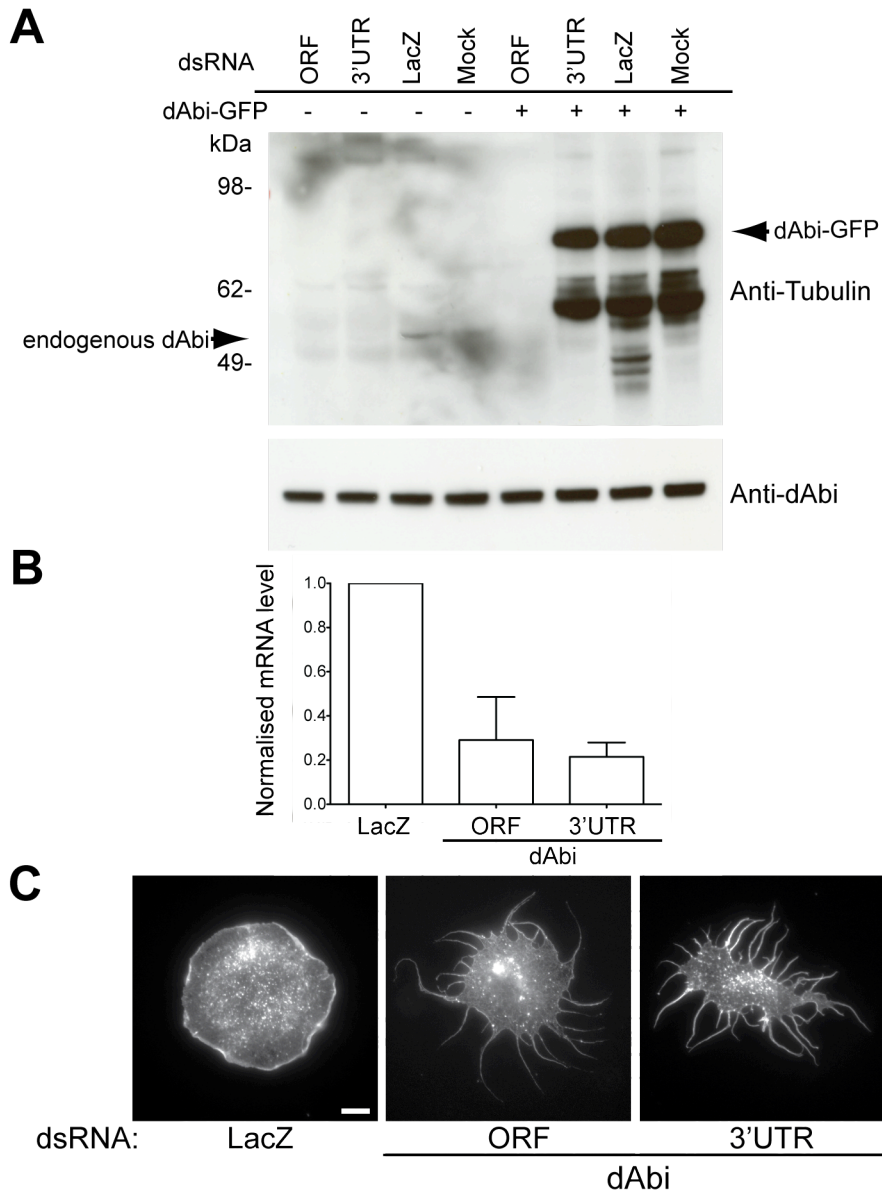 A
dsRNA ORF 3'UTR LacZ Mock ORF 3'UTR LacZ Mock
dAbi-GFP - - - - + + + +
kDa
98-
dAbi-GFP
62-
Anti-Tubulin
endogenous dAbi
49-
Anti-dAbi
B
Normalised mRNA level
1.0
0.8
0.6
0.4
0.2
0.0
LacZ ORF 3'UTR
dAbi
C
dsRNA: LacZ ORF 3'UTR
dAbi